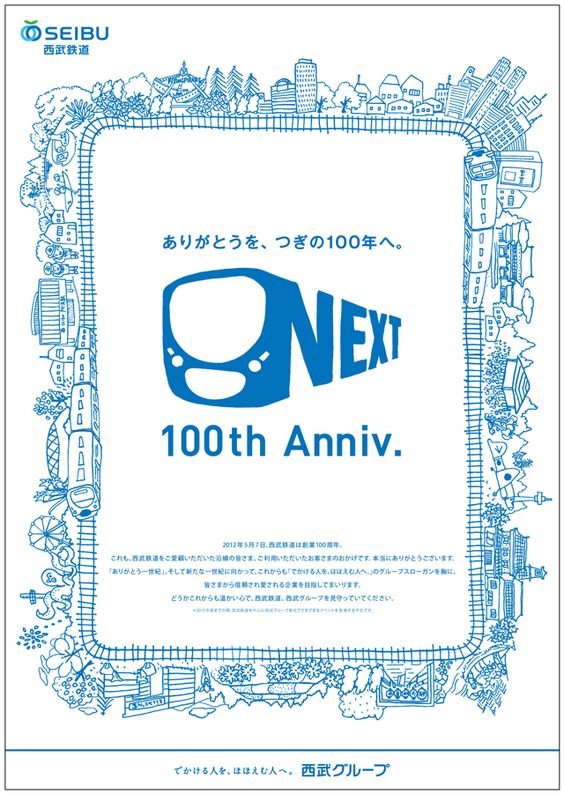 SEIBU
西武鉄道
ありがとうを、つぎの100年へ。
NEXT
100th Anniv.
2012年5月7日、西武鉄道は創業100周年。
これも、西武鉄道をご愛顧いただいた沿線の皆さま、ご利用いただいたお客さまのおかげです。本当にありがとうございます。
「ありがとう一世紀」、そして新たな一世紀に向かって、これからも「でかける人を、ほほえむ人へ。」のグループスローガンを胸に、
皆さまから信頼され愛される企業を目指してまいります。
どうかこれからも温かい心で、西武鉄道、西武グループを見守っていてください。
でかける人を、ほほえむ人へ。 西武グループ